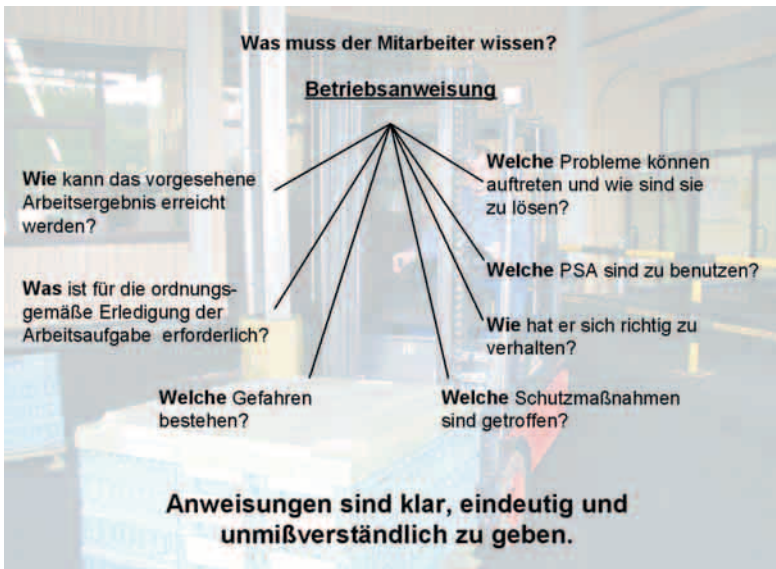 Was muss der Mitarbeiter wissen?
Betriebsanweisung
Wie kann das vorgesehene
Arbeitsergebnis erreicht
werden?
Was ist für die ordnungs-
gemäße Erledigung der
Arbeitsaufgabe erforderlich?
Welche Gefahren
bestehen?
Welche Probleme können
auftreten und wie sind sie
zu lösen?
Welche PSA sind zu benutzen?
Wie hat er sich richtig zu
verhalten?
Welche Schutzmaßnahmen
sind getroffen?
Anweisungen sind klar, eindeutig und
unmißverständlich zu geben.